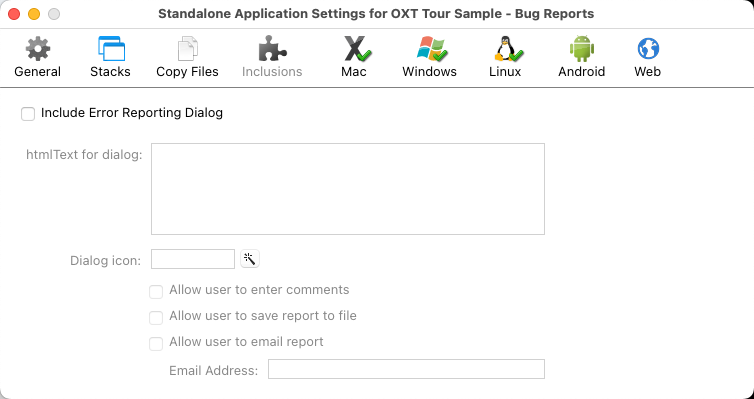 Standalone Application Settings for OXT Tour Sample - Bug Reports
General Stacks Copy Files Inclusions Mac Windows Linux Android Web
Include Error Reporting Dialog
htmlText for dialog:
Dialog icon:
Allow user to enter comments
Allow user to save report to file
Allow user to email report
Email Address: